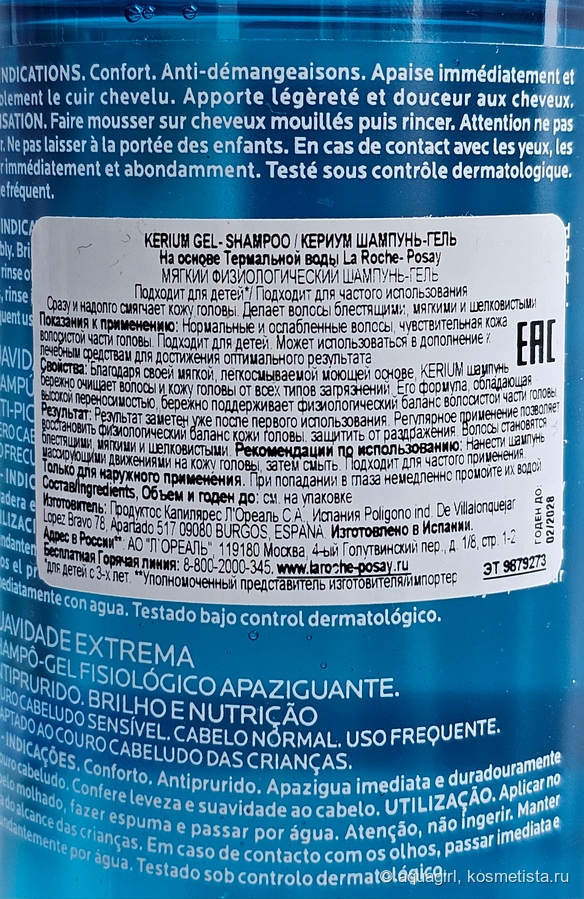 INDICATIONS. Confort. Anti-démangeaisons. Apaise immédiatement et
le cuir chevelu. Apporte légèreté et douceur aux cheveux.
Faire mousser sur cheveux mouillés puis rincer. Attention ne pas
Ne pas laisser à la portée des enfants. En cas de contact avec les yeux, les
immédiatement et abondamment. Testé sous contrôle dermatologique.
fréquent.
KERIUM GEL- SHAMPOO / КЕРИУМ ШАМПУНЬ-ГЕЛЬ
На основе Термальной воды La Roche- Posay
МЯГКИЙ ФИЗИОЛОГИЧЕСКИЙ ШАМПУНЬ-ГЕЛЬ
Подходит для детей*/ Подходит для частого использования
Сразу и надолго смягчает кожу головы. Делает волосы блестящими, мягкими и шелковистыми
Показания к применению: Нормальные и ослабленные волосы, чувствительная кожа
волосистой части головы. Подходит для детей. Может использоваться в дополнение к
лечебным средствам для достижения оптимального результата
Свойства: Благодаря своей мягкой, легкосмываемой моющей основе, KERIUM шампунь
бережно очищает волосы и кожу головы от всех типов загрязнений. Его формула, обладающая
высокой переносимостью, бережно поддерживает физиологический баланс волосистой части головы.
Результат: Результат заметен уже после первого использования. Регулярное применение позволяет
восстановить физиологический баланс кожи головы, защитить от раздражения. Волосы становятся
блестящими, мягкими и шелковистыми. Рекомендации по использованию: Нанести шампунь
массирующими движениями на кожу головы, затем смыть. Подходит для частого применения.
Только для наружного применения. При попадании в глаза немедленно промойте их водой
Состав/Ingredients, Объем и годен до: см. на упаковке
Изготовитель: Продуктос Капилярес Л'Ореаль С.А., Испания Poligono ind. De Villalonquejar
Lopez Bravo 78, Apartado 517 09080 BURGOS, ESPANA. Изготовлено в Испании.
Адрес в России**: АО "Л`ОРЕАЛЬ", 119180 Москва, 4-ый Голутвинский пер., д. 1/8, стр. 1-2
Бесплатная Горячая линия: 8-800-2000-345. www.laroche-posay.ru
*для детей с 3-х лет. **Уполномоченный представитель изготовителя/импортер
EAC
ГОДЕН ДО:
02/2028
ЭТ 9879273
con agua. Testado bajo control dermatológico.
EXTREMA
FISIOLÓGICO APAZIGUANTE.
BRILHO E NUTRIÇÃO
CABELUDO SENSÍVEL. CABELO NORMAL. USO FREQUENTE.
AO COURO CABELUDO DAS CRIANÇAS.
INDICAÇÕES. Conforto. Antiprurido. Apazigua imediata e duradouramente
cabeludo. Confere leveza e suavidade ao cabelo. UTILIZAÇÃO. Aplicar no
molhado, fazer espuma e passar por água. Atenção, não ingerir. Manter
alcance das crianças. Em caso de contacto com os olhos, passar imediata e
por água. Testado sob controlo dermatológico.
© aquagirl, kosmetista.ru